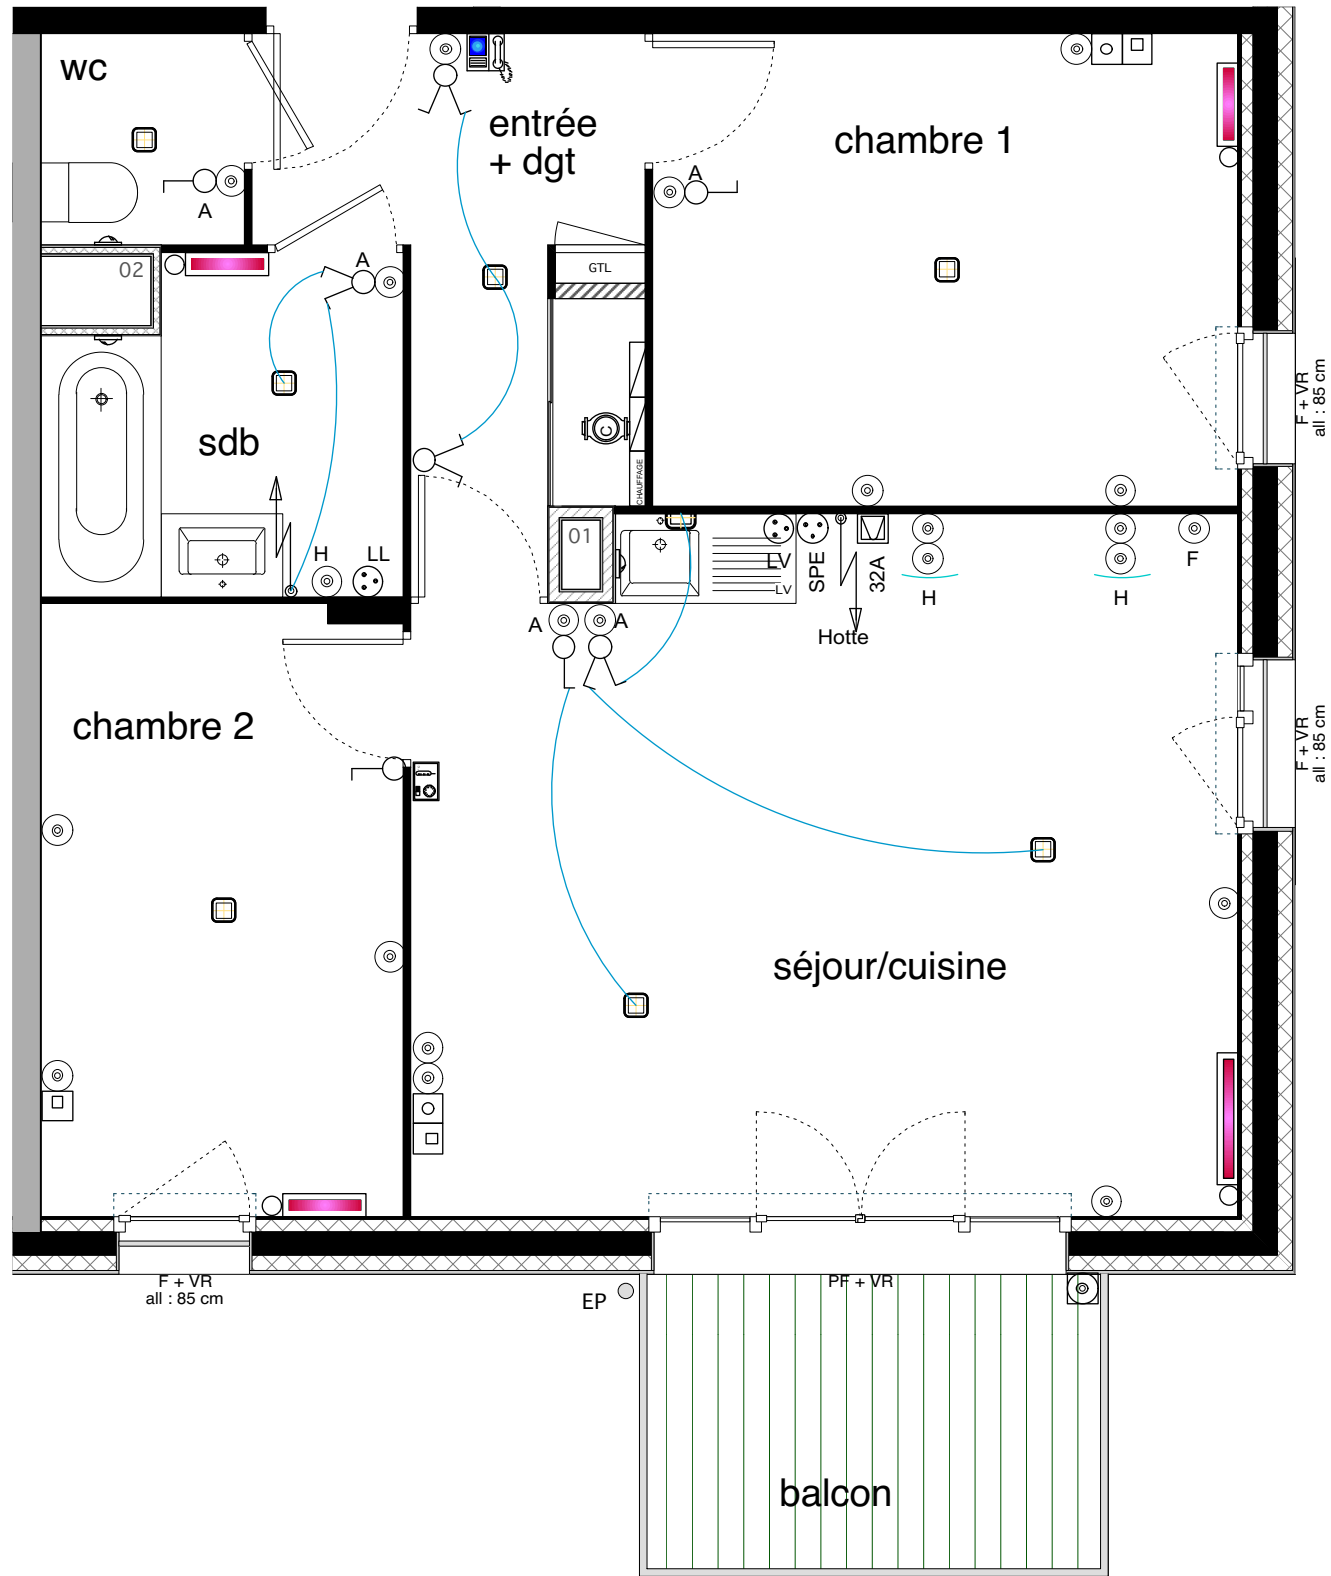 wc
entrée
+ dgt
chambre 1
A
A
02
A
GTL
sdb
C
CHAUFFAGE
F + VR
all : 85 cm
H
LL
01
LV
LV
SPE
32A
Hotte
H
H
F
A
A
chambre 2
F + VR
all : 85 cm
séjour/cuisine
F + VR
all : 85 cm
PF + VR
EP
balcon